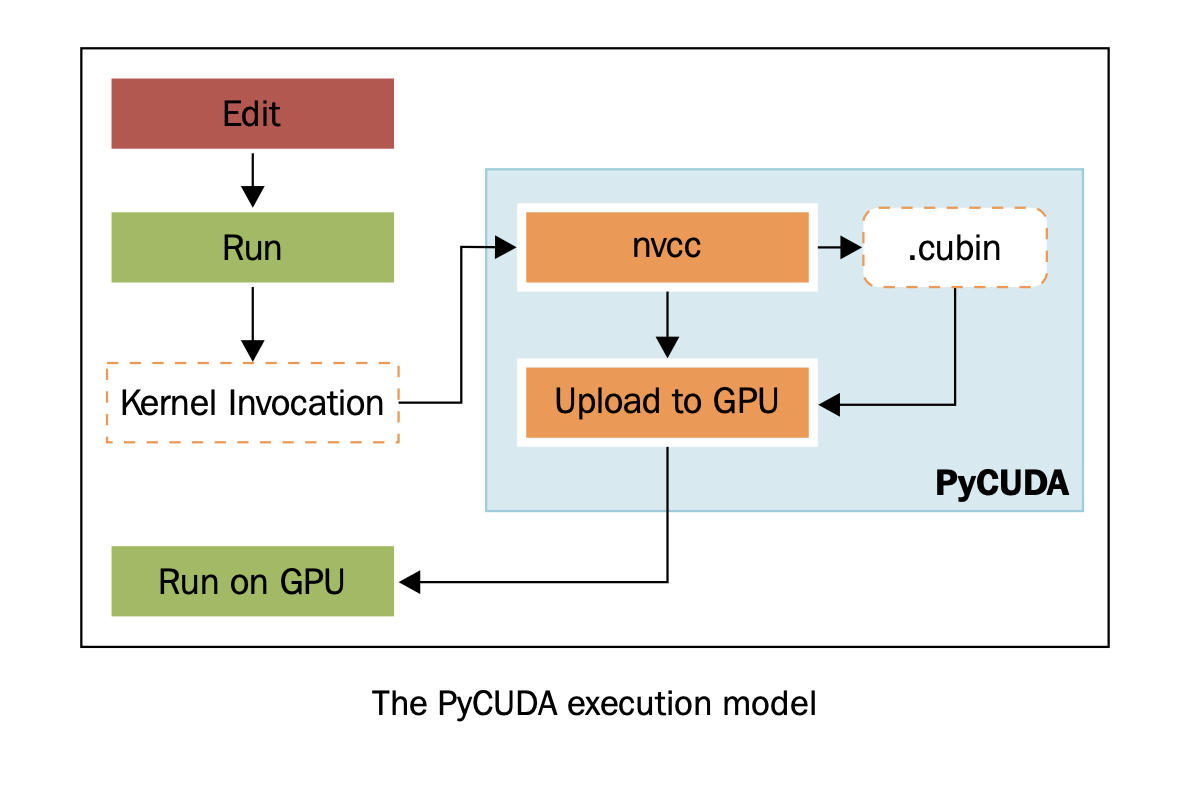 Edit
Run
Kernel Invocation
nvcc
.cubin
Upload to GPU
PyCUDA
Run on GPU
The PyCUDA execution model